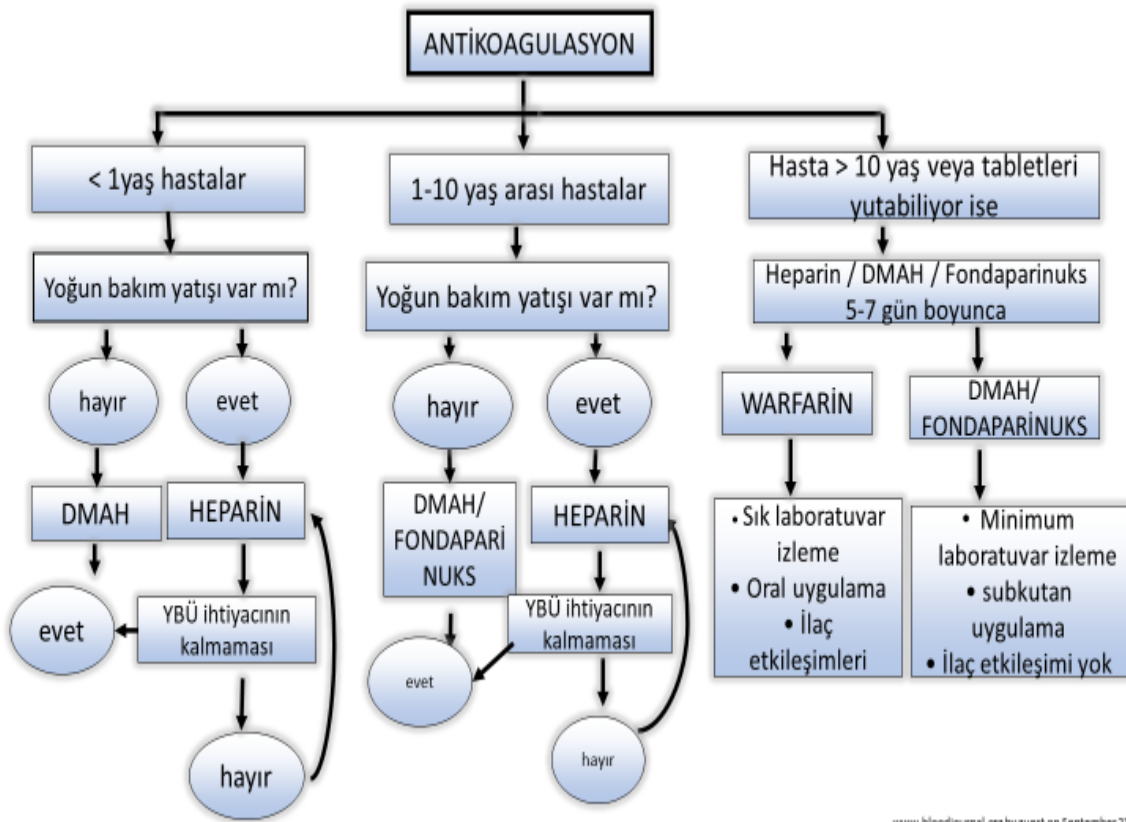 ANTİKOAGULASYON
< 1yaş hastalar
Yoğun bakım yatışı var mı?
hayır
evet
DMAH
HEPARİN
evet
YBÜ ihtiyacının
kalmaması
hayır
1-10 yaş arası hastalar
Yoğun bakım yatışı var mı?
hayır
evet
DMAH/
FONDAPARİ
NUKS
HEPARİN
YBÜ ihtiyacının
kalmaması
evet
hayır
Hasta > 10 yaş veya tabletleri
yutabiliyor ise
Heparin / DMAH / Fondaparinuks
5-7 gün boyunca
WARFARİN
DMAH/
FONDAPARİNUKS
• Sık laboratuvar
izleme
• Oral uygulama
• İlaç
etkileşimleri
• Minimum
laboratuvar izleme
• subkutan
uygulama
• İlaç etkileşimi yok